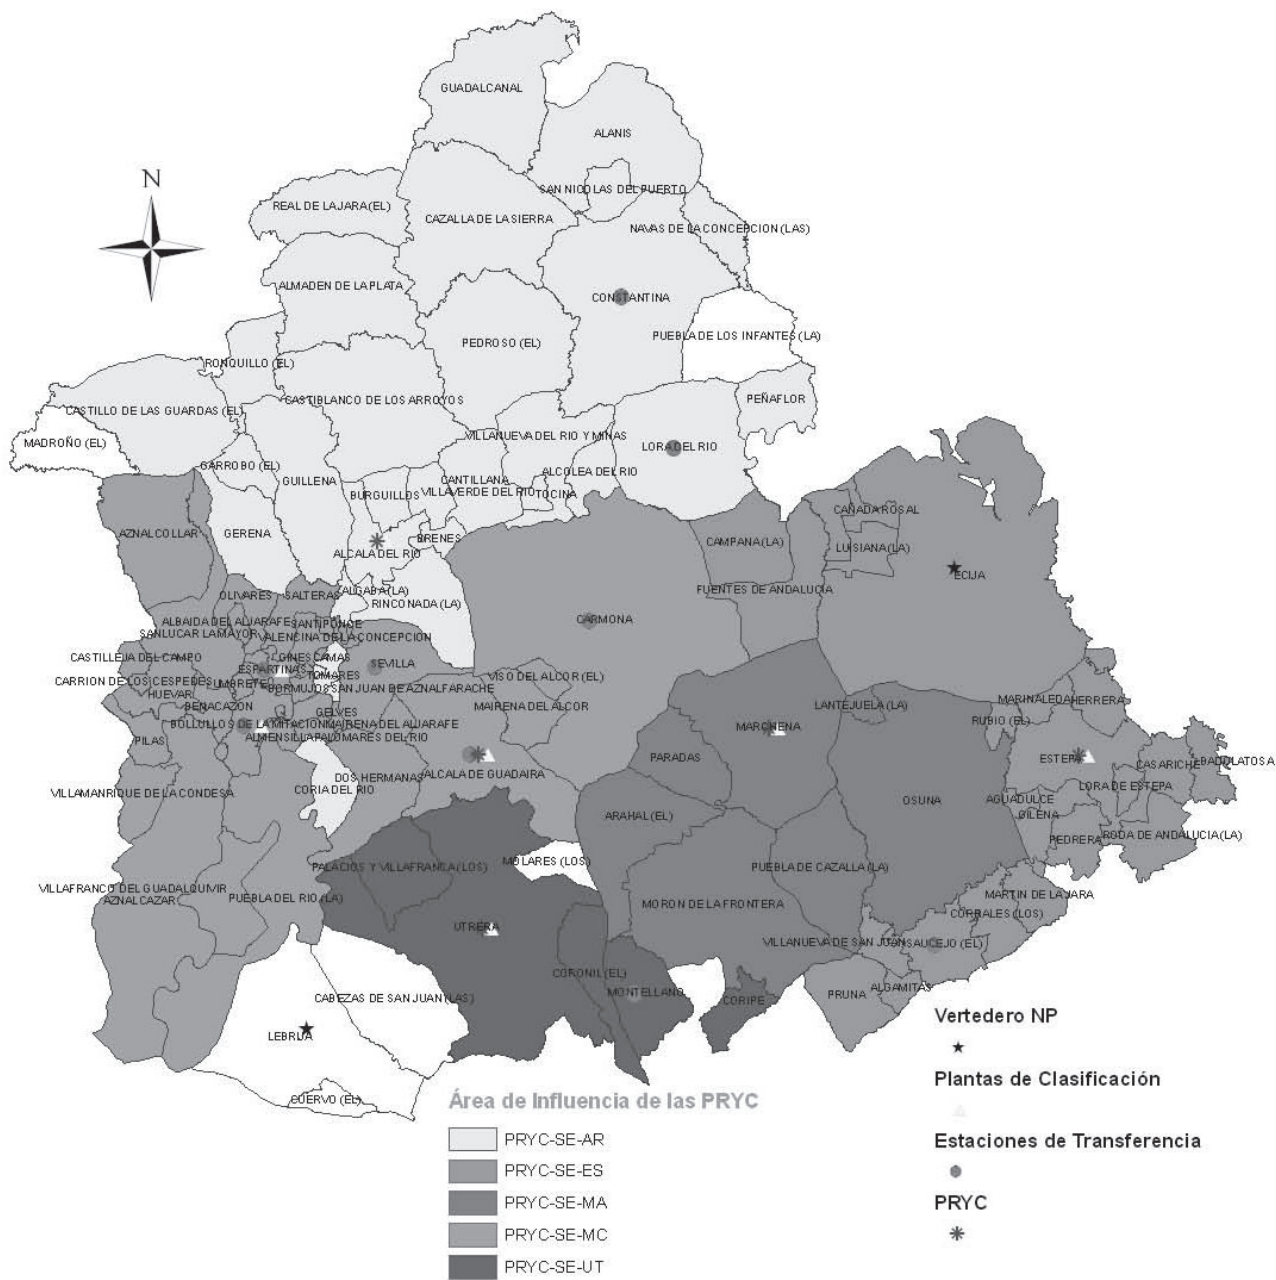 GUADALCANAL
ALANIS
N
SAN NICOLAS DEL PUERTO
REAL DE LA JARA (EL)
CAZALLA DE LA SIERRA
NAVAS DE LA CONCEPCION (LAS)
ALMADEN DE LA PLATA
CONSTANTINA
PUEBLA DE LOS INFANTES (LA)
PEDROSO (EL)
RONQUILLO (EL)
CASTILBLANCO DE LOS ARROYOS
PEÑAFLOR
CASTILLO DE LAS GUARDAS (EL)
MADROÑO (EL)
VILLANUEVA DEL RIO Y MINAS
LORA DEL RIO
GARROBO (EL)
GUILLENA
CANTILLANA
ALCOLEA DEL RIO
BURGUILLOS
VILLAVERDE DEL RIO
TOCINA
AZNALCOLLAR
GERENA
ALCALA DEL RIO
BRENES
CAÑADA ROSAL
CAMPANA (LA)
LUISIANA (LA)
ECIJA
FUENTES DE ANDALUCIA
OLIVARES
SALTERAS
ALGABA (LA)
RINCONADA (LA)
ALBAIDA DEL ALJARAFE
SANTIPONCE
CARMONA
SANLUCAR LA MAYOR
VALENCINA DE LA CONCEPCION
CASTILLEJA DEL CAMPO
GINES
CAMAS
SEVILLA
ESPARTINAS
TOMARES
VISO DEL ALCOR (EL)
CARRION DE LOS CESPEDES
UMBRETE
BORMUJOS
SAN JUAN DE AZNALFARACHE
HUEVAR
BENACAZON
GELVES
MAIRENA DEL ALCOR
LANTEJUELA (LA)
MARINALEDA
HERRERA
BOLLULLOS DE LA MITACION
MAIRENA DEL ALJARAFE
MARCHENA
RUBIO (EL)
PILAS
ALMENSILLA
PALOMARES DEL RIO
PARADAS
ESTEPA
CASARICHE
BADOLATOSA
VILLAMANRIQUE DE LA CONDESA
DOS HERMANAS
ALCALA DE GUADAIRA
CORIA DEL RIO
LORA DE ESTEPA
OSUNA
AGUADULCE
ARAHAL (EL)
GILENA
PEDRERA
RODA DE ANDALUCIA (LA)
PALACIOS Y VILLAFRANCA (LOS)
MOLARES (LOS)
PUEBLA DE CAZALLA (LA)
VILLAFRANCO DEL GUADALQUIVIR
AZNALCAZAR
PUEBLA DEL RIO (LA)
MORON DE LA FRONTERA
MARTIN DE LA JARA
CORRALES (LOS)
UTRERA
VILLANUEVA DE SAN JUAN
SAUCEJO (EL)
CORONIL (EL)
MONTELLANO
CORIPE
PRUNA
ALGAMITAS
CABEZAS DE SAN JUAN (LAS)
LEBRIJA
CUERVO (EL)
Área de Influencia de las PRYC
PRYC-SE-AR
PRYC-SE-ES
PRYC-SE-MA
PRYC-SE-MC
PRYC-SE-UT
Vertedero NP
Plantas de Clasificación
Estaciones de Transferencia
PRYC